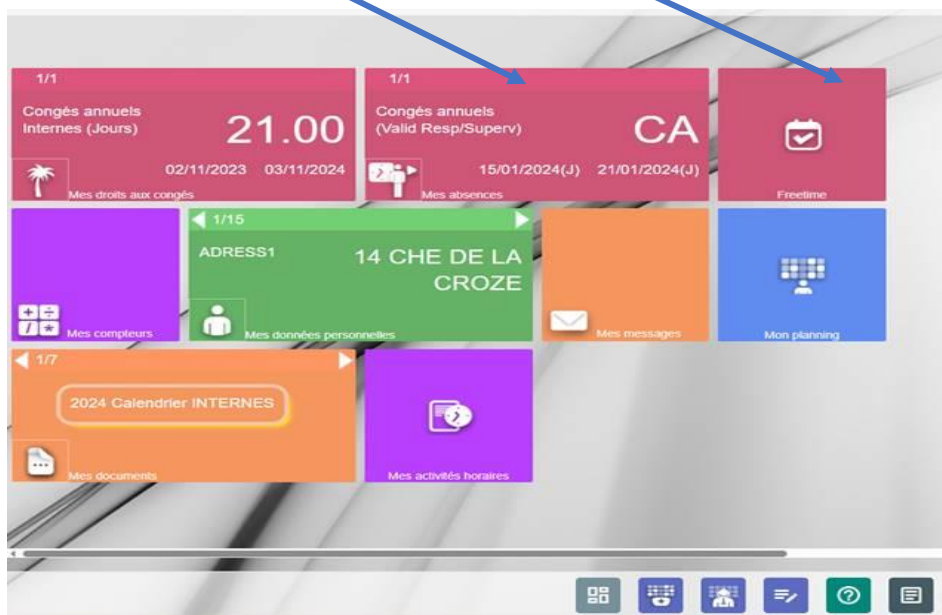 1/1
Congés annuels
Internes (Jours)
21.00
02/11/2023 03/11/2024
Mes droits aux congés
1/1
Congés annuels
(Valid Resp/Superv)
CA
15/01/2024(J) 21/01/2024(J)
Mes absences
Freetime
Mes compteurs
1/15
ADRESS1
14 CHE DE LA
CROZE
Mes données personnelles
Mes messages
Mon planning
1/7
2024 Calendrier INTERNES
Mes documents
Mes activités horaires